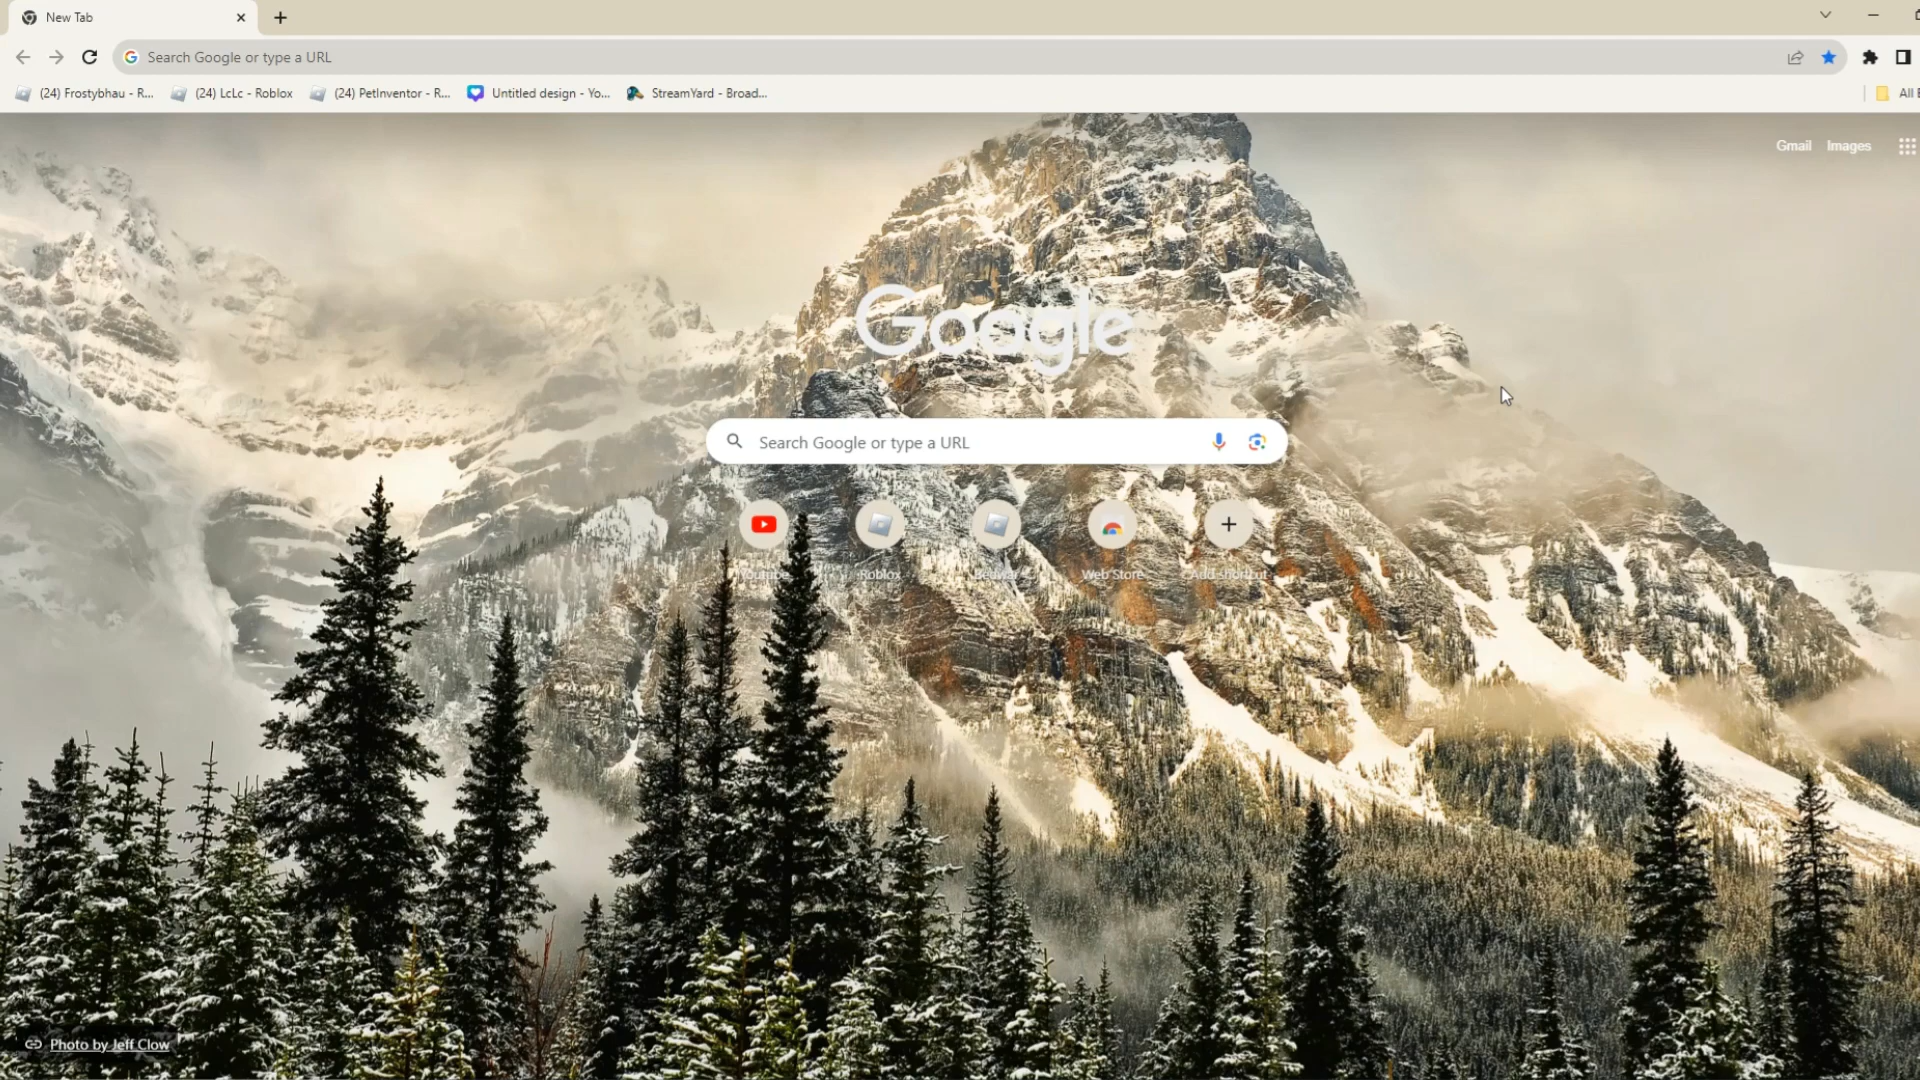 New Tab
Search Google or type a URL
(24) Frostybhau - R... (24) LcLc - Roblox (24) PetInventor - R... Untitled design - Yo... StreamYard - Broad...
All
Gmail Images
Google
Search Google or type a URL
Youtube Roblox Bedwar Web Store Add shortcut
Photo by Jeff Clow